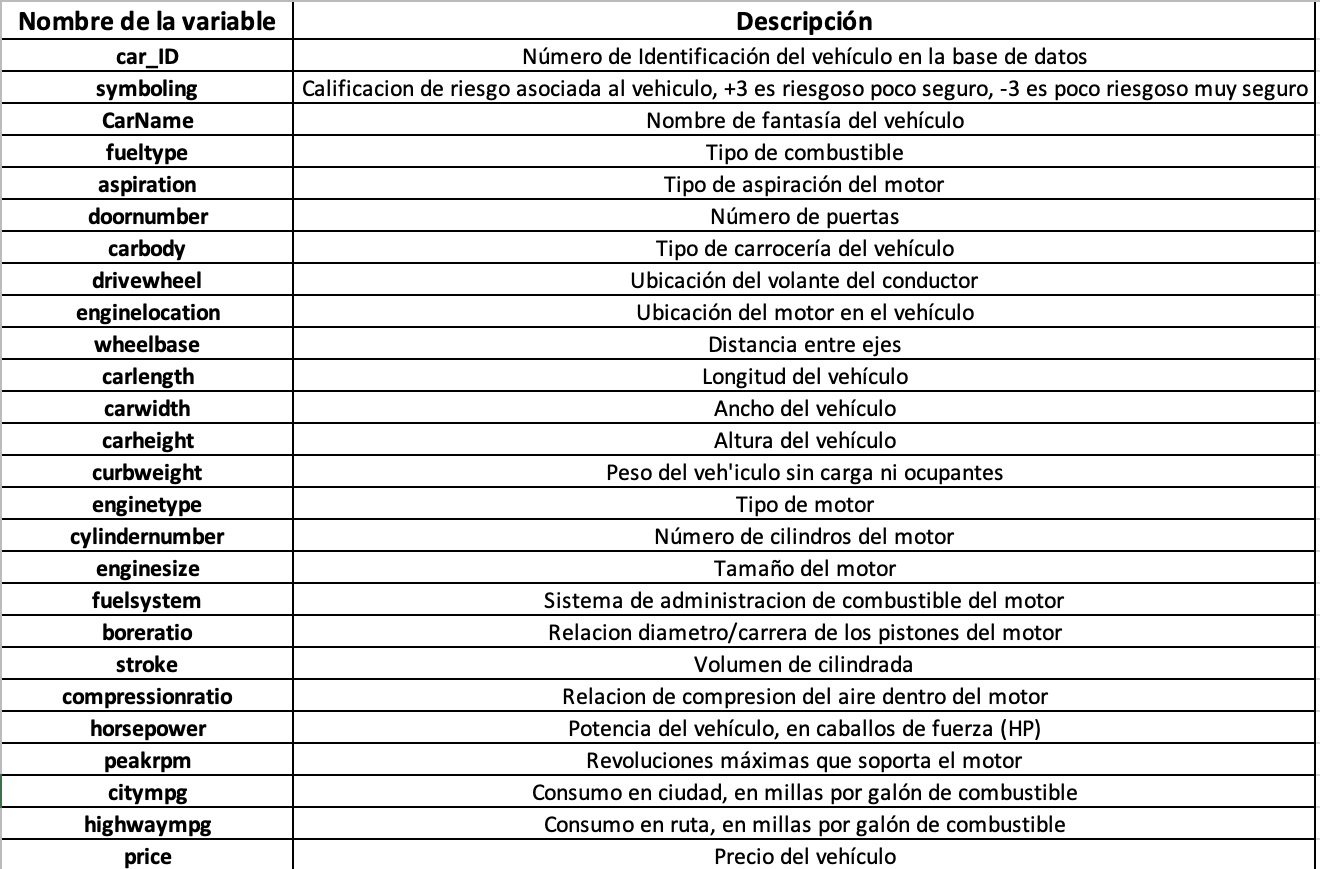 Nombre de la variable Descripción
car_ID Número de Identificación del vehículo en la base de datos
symboling Calificacion de riesgo asociada al vehiculo, +3 es riesgoso poco seguro, -3 es poco riesgoso muy seguro
CarName Nombre de fantasía del vehículo
fueltype Tipo de combustible
aspiration Tipo de aspiración del motor
doornumber Número de puertas
carbody Tipo de carrocería del vehículo
drivewheel Ubicación del volante del conductor
enginelocation Ubicación del motor en el vehículo
wheelbase Distancia entre ejes
carlength Longitud del vehículo
carwidth Ancho del vehículo
carheight Altura del vehículo
curbweight Peso del veh'iculo sin carga ni ocupantes
enginetype Tipo de motor
cylindernumber Número de cilindros del motor
enginesize Tamaño del motor
fuelsystem Sistema de administracion de combustible del motor
boreratio Relacion diametro/carrera de los pistones del motor
stroke Volumen de cilindrada
compressionratio Relacion de compresion del aire dentro del motor
horsepower Potencia del vehículo, en caballos de fuerza (HP)
peakrpm Revoluciones máximas que soporta el motor
citympg Consumo en ciudad, en millas por galón de combustible
highwaympg Consumo en ruta, en millas por galón de combustible
price Precio del vehículo